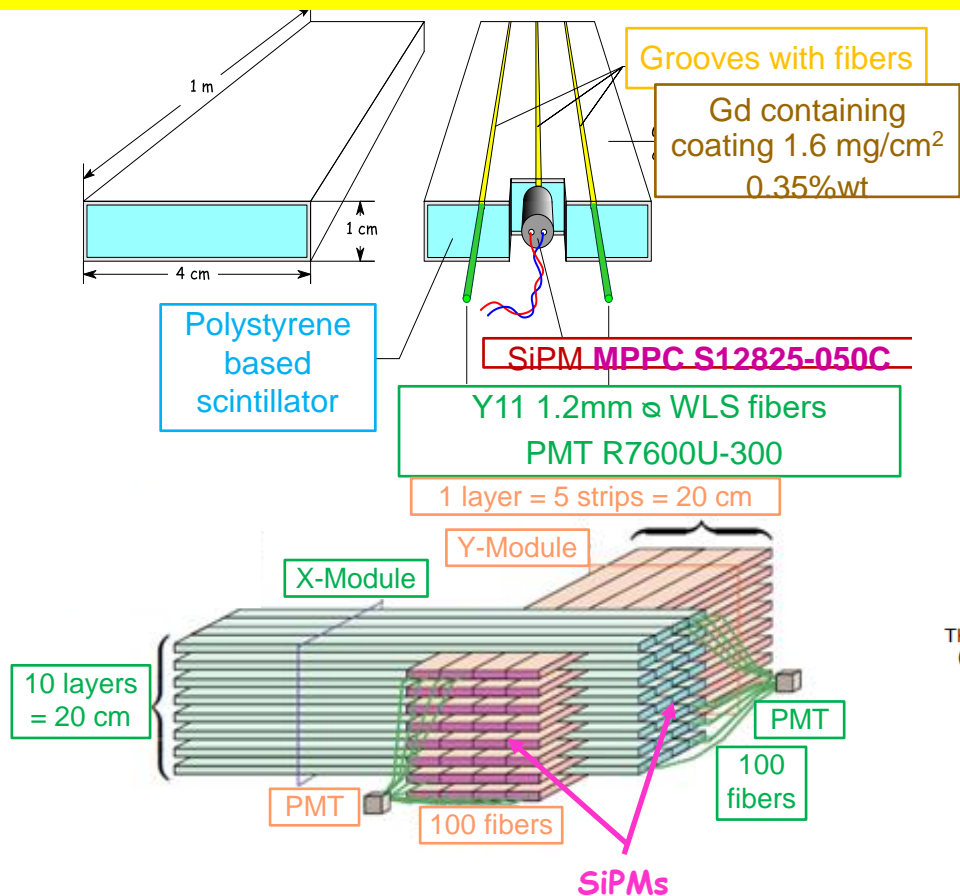 1 m
Grooves with fibers
Gd containing
coating 1.6 mg/cm²
0.35%wt
1 cm
4 cm
Polystyrene
based
scintillator
SiPM MPPC S12825-050C
Y11 1.2mm ⌀ WLS fibers
PMT R7600U-300
1 layer = 5 strips = 20 cm
Y-Module
X-Module
10 layers
= 20 cm
PMT
100
fibers
PMT
100 fibers
SiPMs